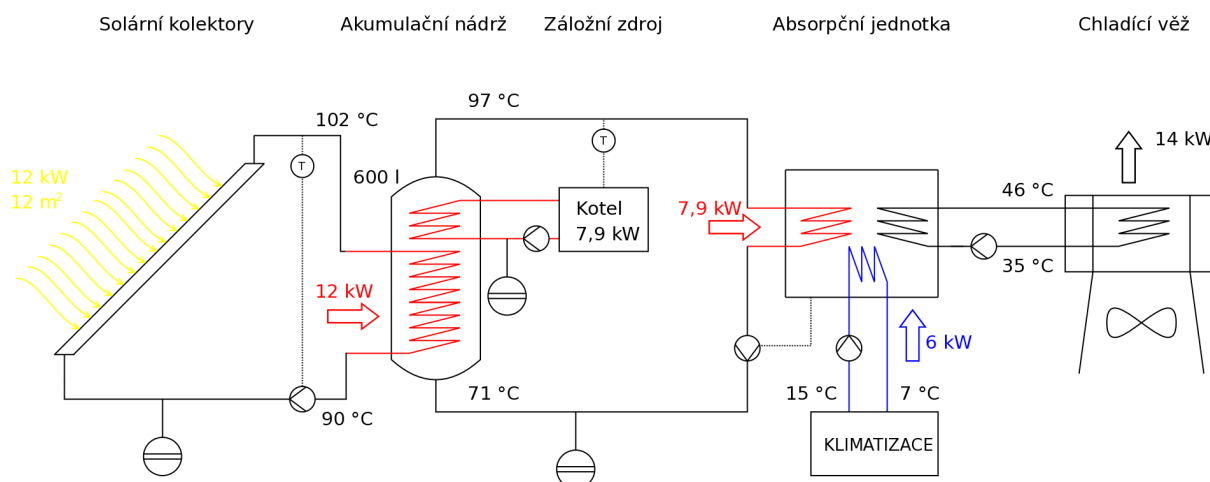 Solární kolektory
Akumulační nádrž
Záložní zdroj
Absorpční jednotka
Chladící věž
102 °C
97 °C
T
T
14 kW
12 kW
12 m²
600 l
Kotel
7,9 kW
7,9 kW
46 °C
35 °C
12 kW
6 kW
90 °C
71 °C
15 °C
7 °C
KLIMATIZACE